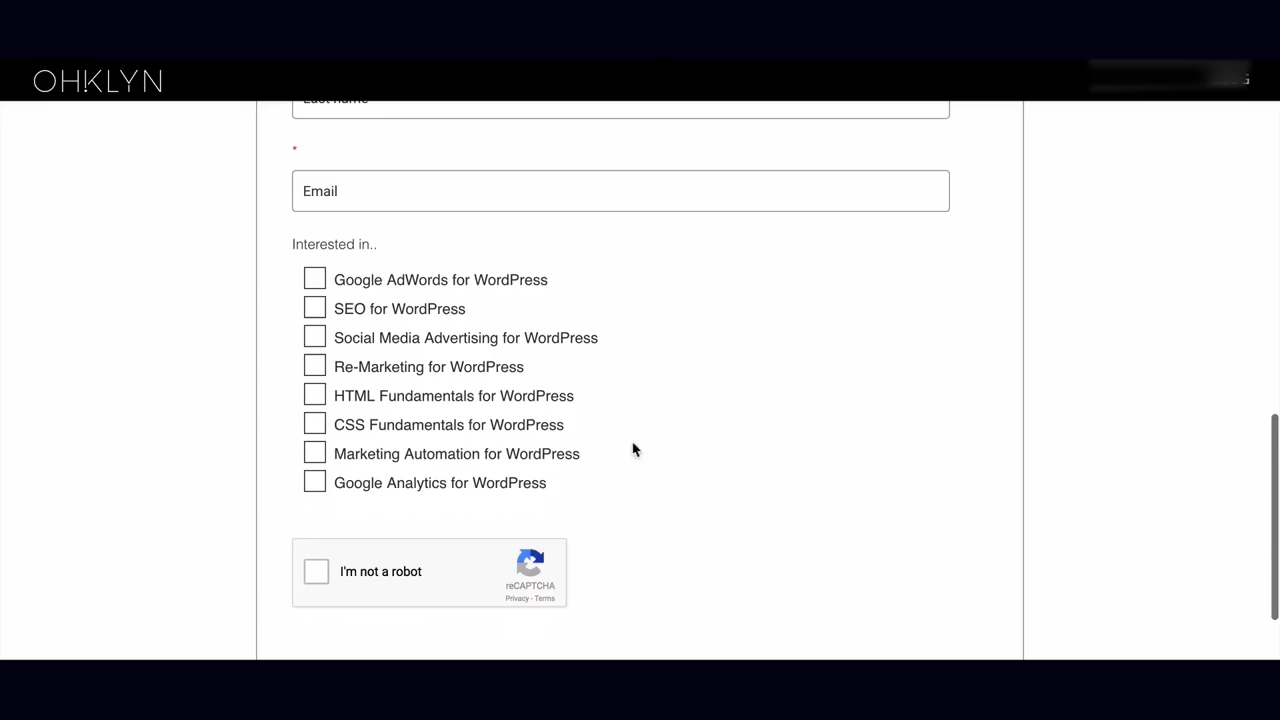 OHKLYN
Last name
*
Email
Interested in..
Google AdWords for WordPress
SEO for WordPress
Social Media Advertising for WordPress
Re-Marketing for WordPress
HTML Fundamentals for WordPress
CSS Fundamentals for WordPress
Marketing Automation for WordPress
Google Analytics for WordPress
I'm not a robot
reCAPTCHA
Privacy - Terms